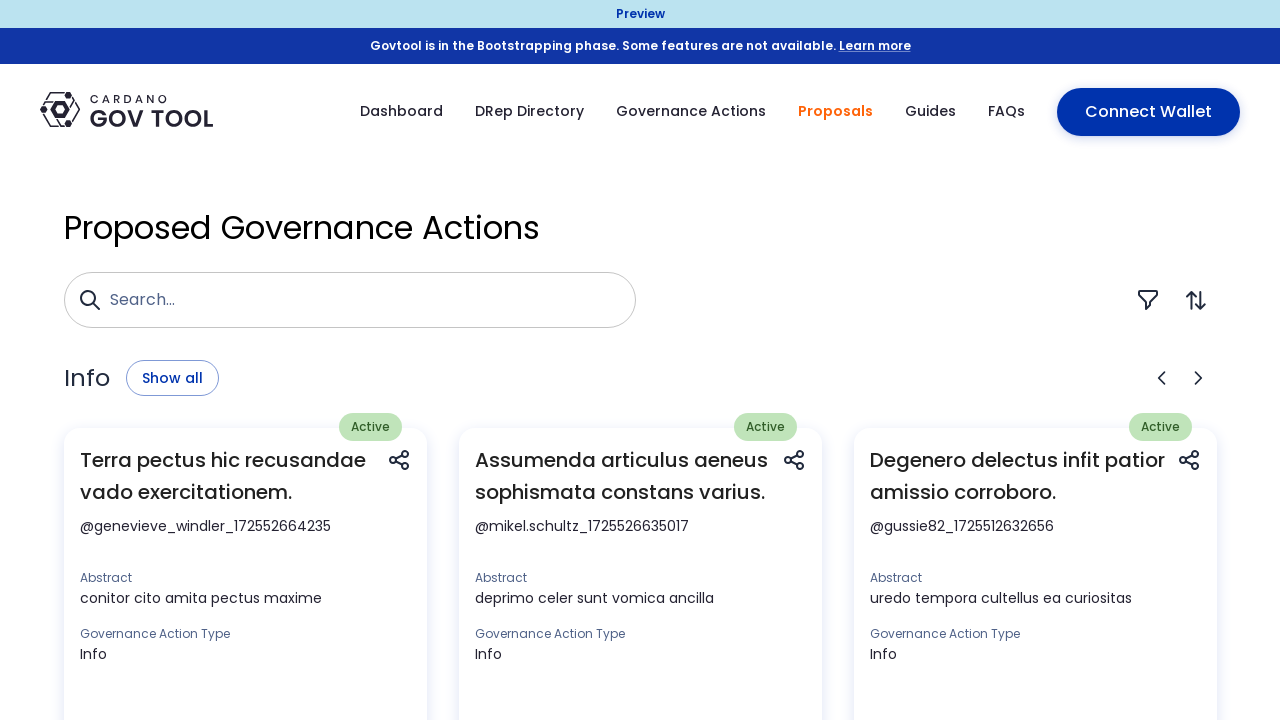 Preview
Govtool is in the Bootstrapping phase. Some features are not available. Learn more
CARDANO
GOV TOOL
Dashboard
DRep Directory
Governance Actions
Proposals
Guides
FAQs
Connect Wallet
Proposed Governance Actions
Search...
Info
Show all
Active
Terra pectus hic recusandae
vado exercitationem.
@genevieve_windler_172552664235
Abstract
conitor cito amita pectus maxime
Governance Action Type
Info
Active
Assumenda articulus aeneus
sophismata constans varius.
@mikel.schultz_1725526635017
Abstract
deprimo celer sunt vomica ancilla
Governance Action Type
Info
Active
Degenero delectus infit patior
amissio corroboro.
@gussie82_1725512632656
Abstract
uredo tempora cultellus ea curiositas
Governance Action Type
Info